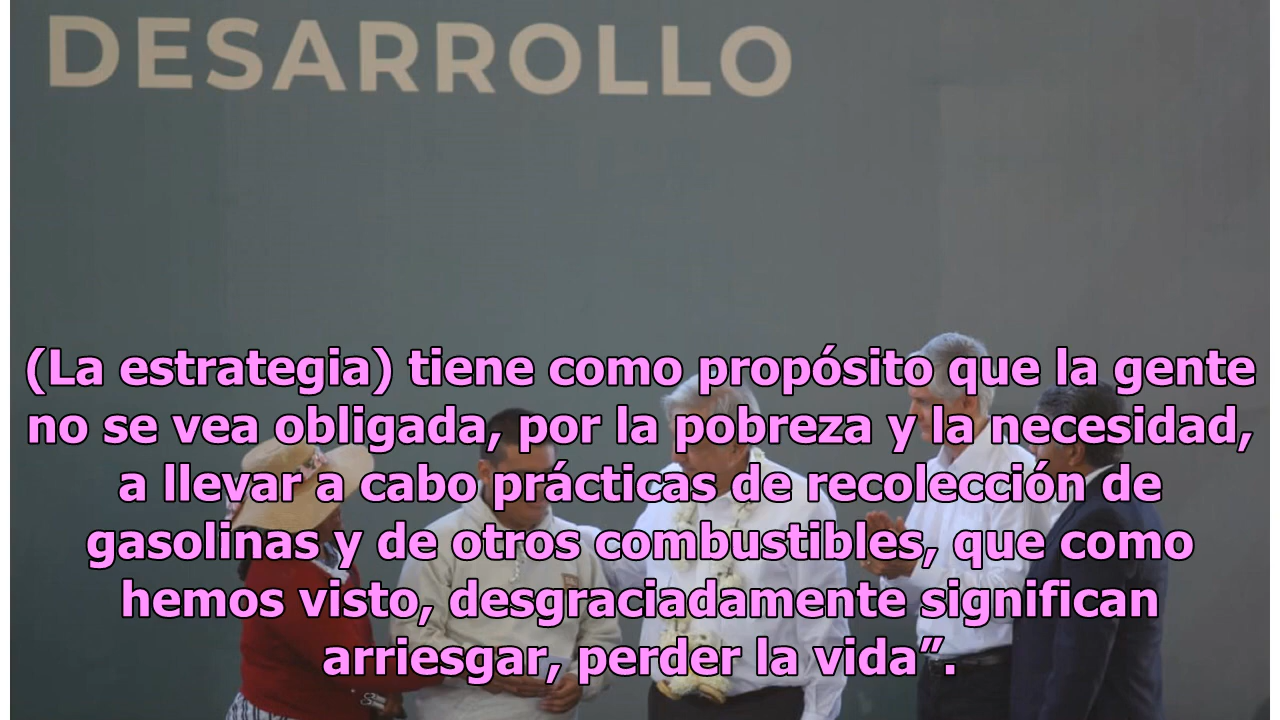 DESARROLLO
(La estrategia) tiene como propósito que la gente
no se vea obligada, por la pobreza y la necesidad,
a llevar a cabo prácticas de recolección de
gasolinas y de otros combustibles, que como
hemos visto, desgraciadamente significan
arriesgar, perder la vida”.